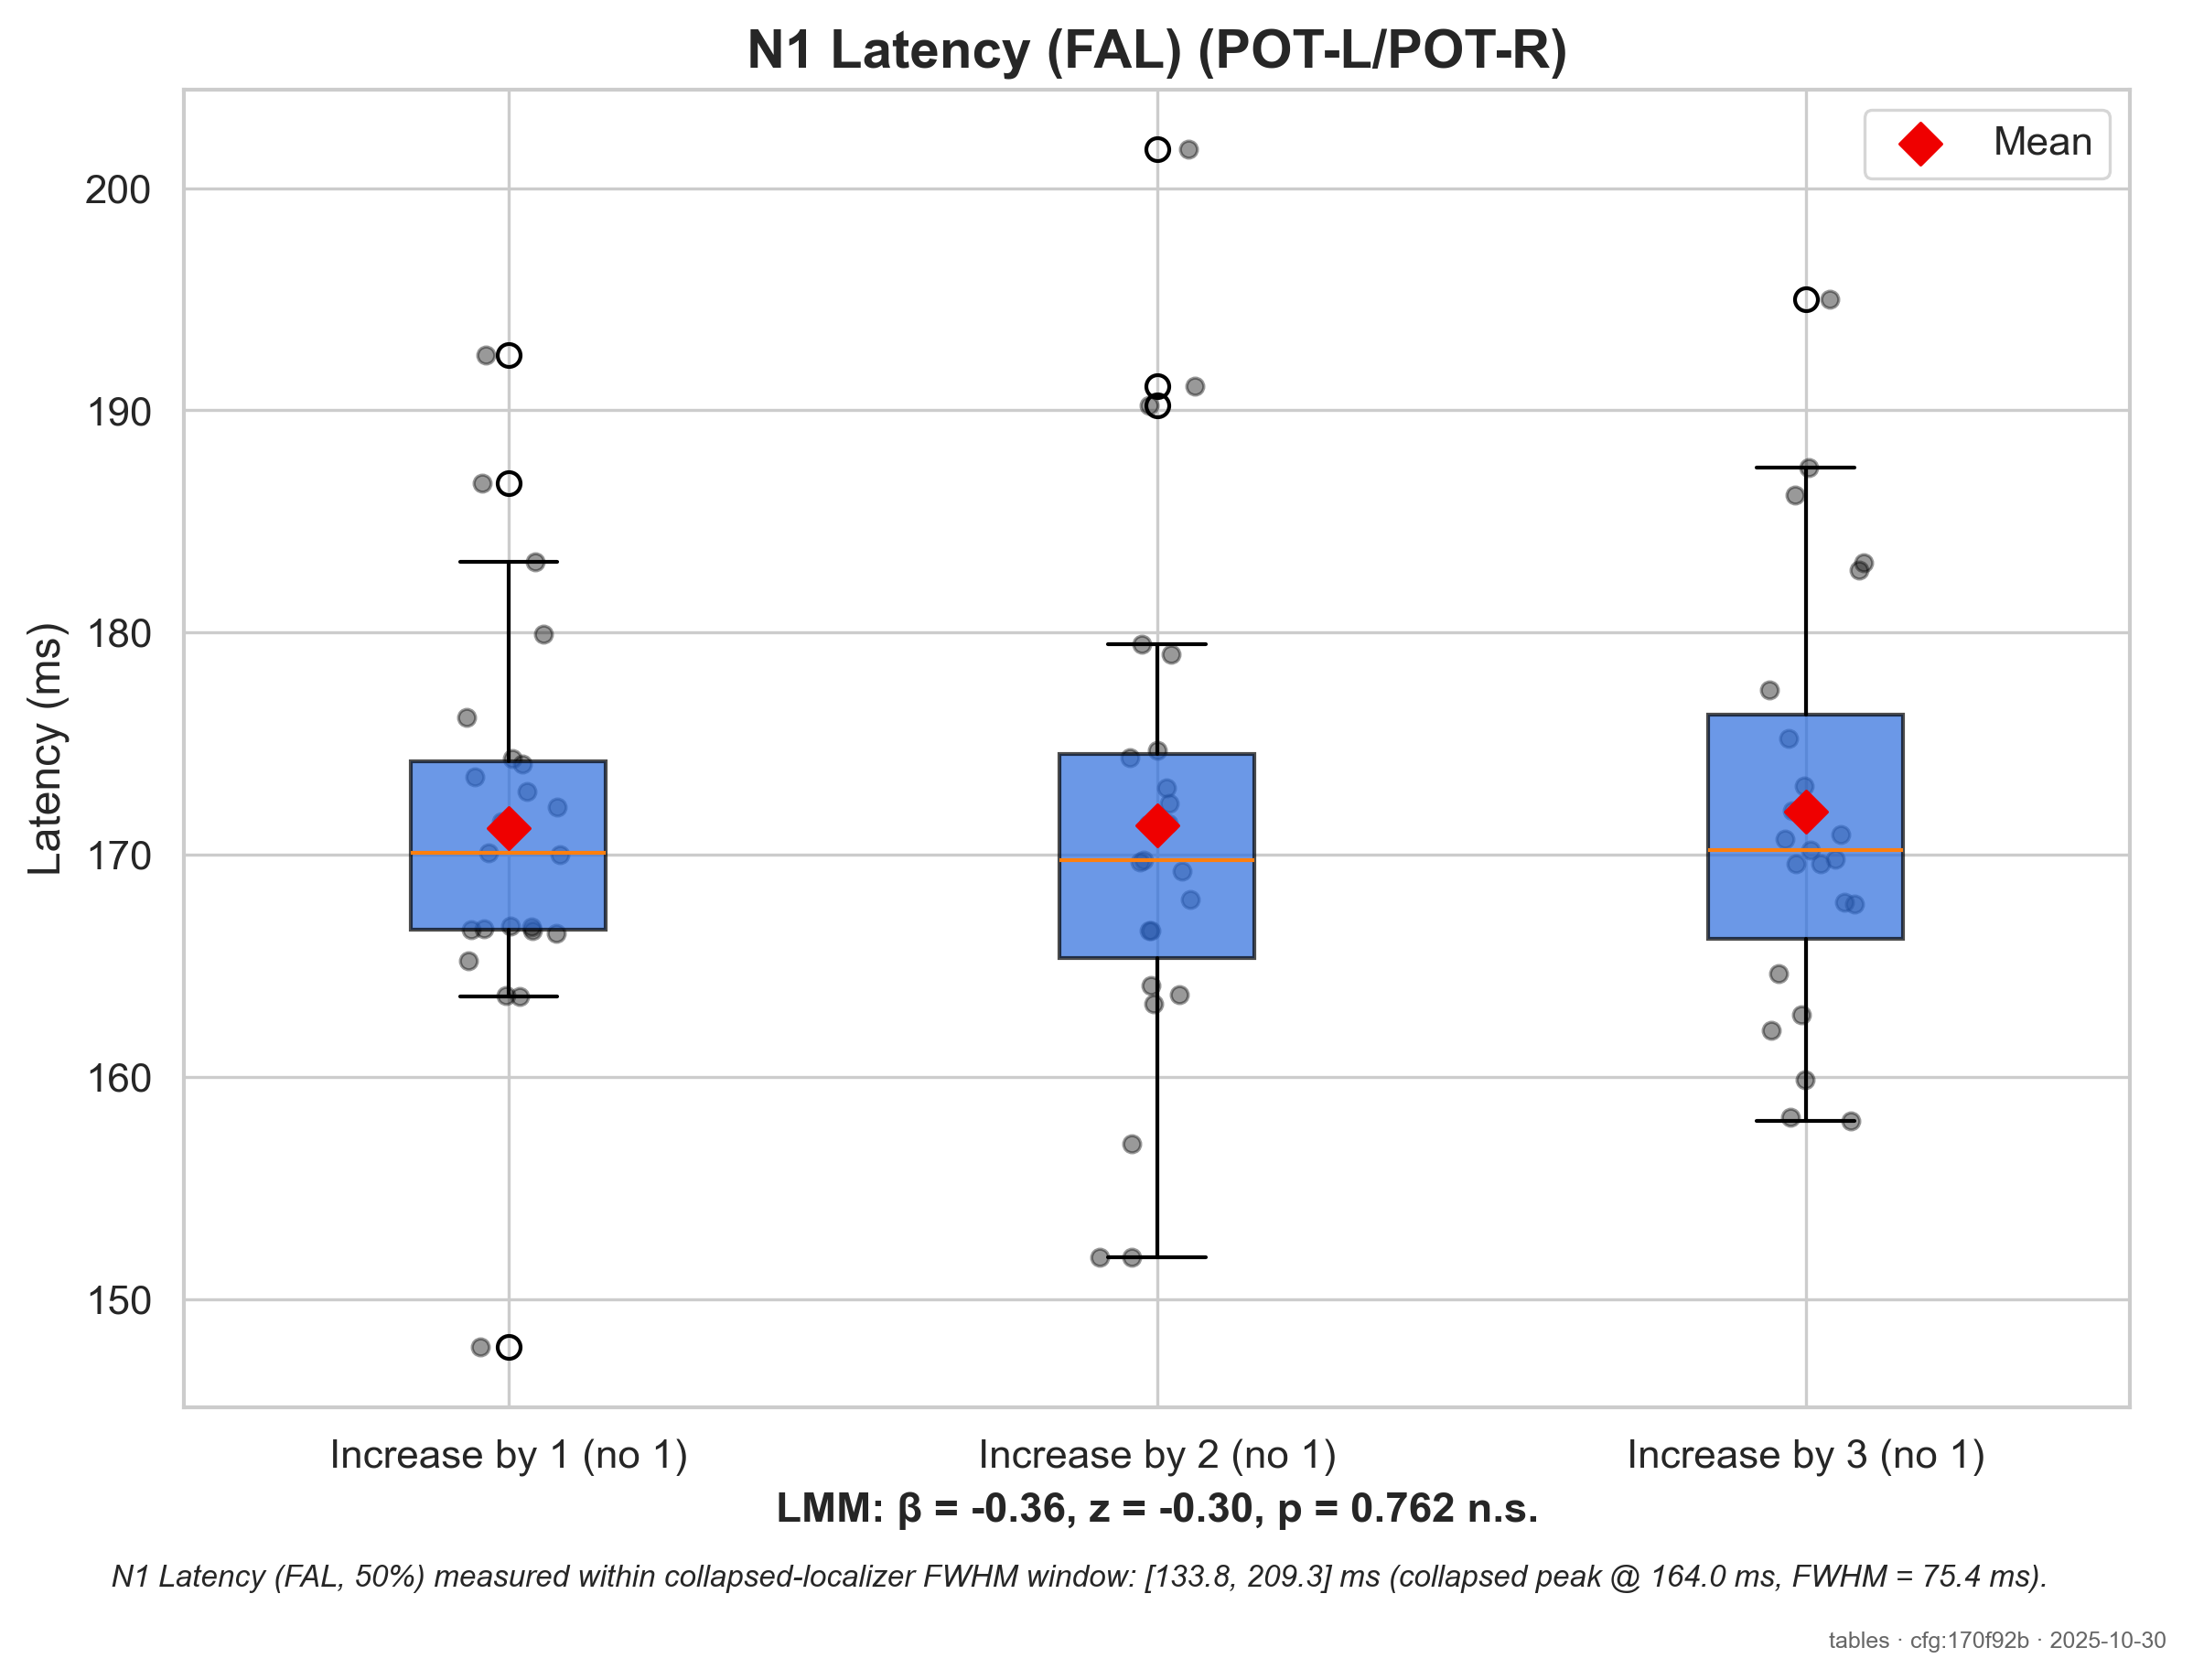 N1 Latency (FAL) (POT-L/POT-R)
Mean
Latency (ms)
200
190
180
170
160
150
Increase by 1 (no 1)
Increase by 2 (no 1)
Increase by 3 (no 1)
LMM: β = -0.36, z = -0.30, p = 0.762 n.s.
N1 Latency (FAL, 50%) measured within collapsed-localizer FWHM window: [133.8, 209.3] ms (collapsed peak @ 164.0 ms, FWHM = 75.4 ms).
tables · cfg:170f92b · 2025-10-30